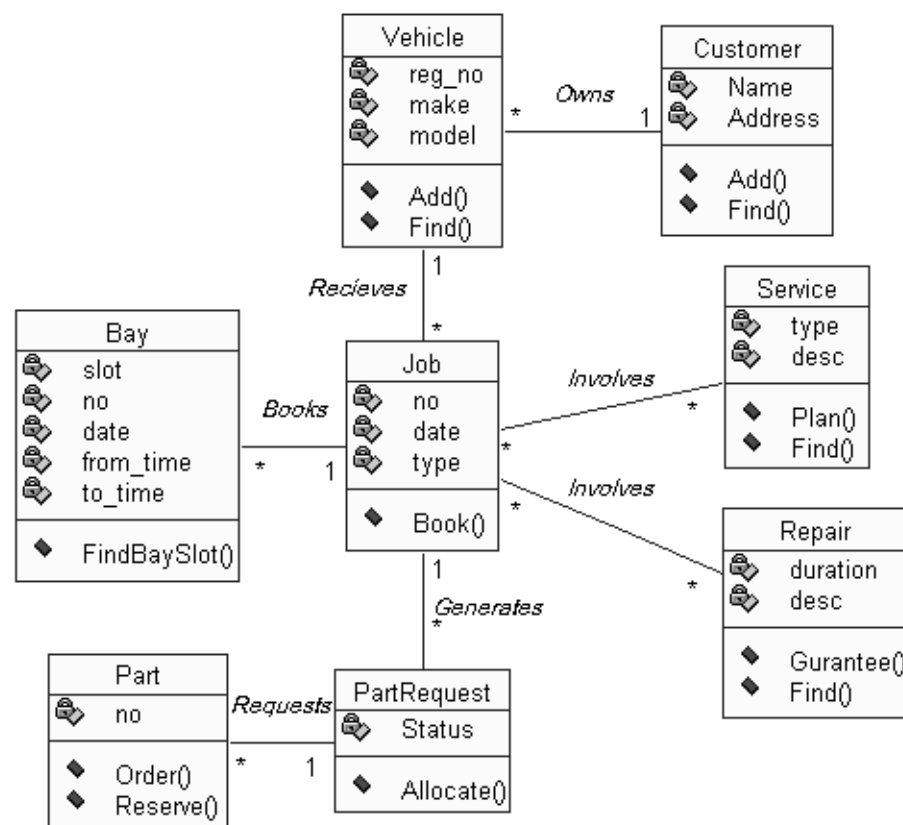 Vehicle
reg_no
make
model
Add()
Find()
* Owns 1
Customer
Name
Address
Add()
Find()
1
Recieves
*
Service
type
desc
Plan()
Find()
Bay
slot
no
date
from_time
to_time
FindBaySlot()
Books
* 1
Job
no
date
type
Book()
Involves
* *
Involves
* *
Repair
duration
desc
Gurantee()
Find()
1
Generates
*
Part
no
Order()
Reserve()
Requests
* 1
PartRequest
Status
Allocate()